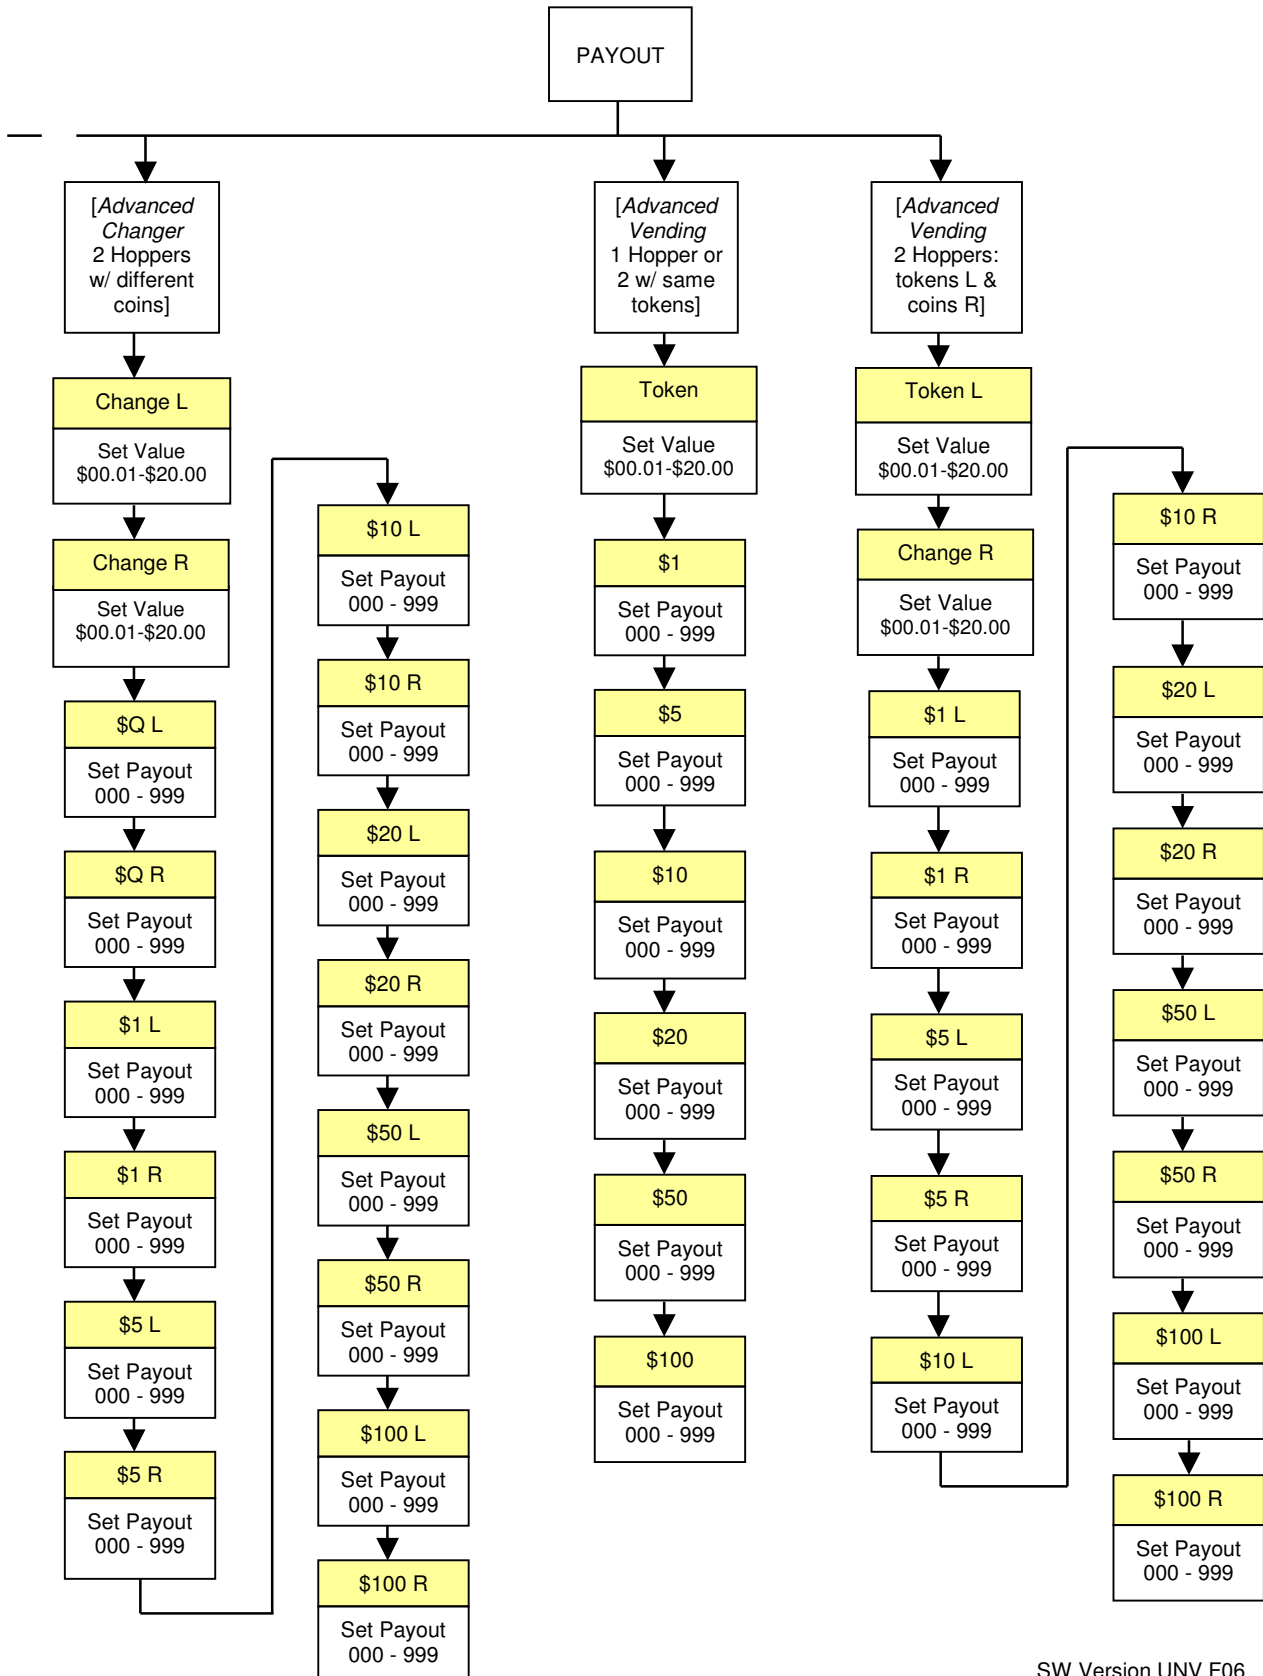 PAYOUT
[Advanced
Changer
2 Hoppers
w/ different
coins]
Change L
Set Value
$00.01-$20.00
Change R
Set Value
$00.01-$20.00
$Q L
Set Payout
000 - 999
$Q R
Set Payout
000 - 999
$1 L
Set Payout
000 - 999
$1 R
Set Payout
000 - 999
$5 L
Set Payout
000 - 999
$5 R
Set Payout
000 - 999
$10 L
Set Payout
000 - 999
$10 R
Set Payout
000 - 999
$20 L
Set Payout
000 - 999
$20 R
Set Payout
000 - 999
$50 L
Set Payout
000 - 999
$50 R
Set Payout
000 - 999
$100 L
Set Payout
000 - 999
$100 R
Set Payout
000 - 999
[Advanced
Vending
1 Hopper or
2 w/ same
tokens]
Token
Set Value
$00.01-$20.00
$1
Set Payout
000 - 999
$5
Set Payout
000 - 999
$10
Set Payout
000 - 999
$20
Set Payout
000 - 999
$50
Set Payout
000 - 999
$100
Set Payout
000 - 999
[Advanced
Vending
2 Hoppers:
tokens L &
coins R]
Token L
Set Value
$00.01-$20.00
Change R
Set Value
$00.01-$20.00
$1 L
Set Payout
000 - 999
$1 R
Set Payout
000 - 999
$5 L
Set Payout
000 - 999
$5 R
Set Payout
000 - 999
$10 L
Set Payout
000 - 999
$10 R
Set Payout
000 - 999
$20 L
Set Payout
000 - 999
$20 R
Set Payout
000 - 999
$50 L
Set Payout
000 - 999
$50 R
Set Payout
000 - 999
$100 L
Set Payout
000 - 999
$100 R
Set Payout
000 - 999
SW Version UNV F06